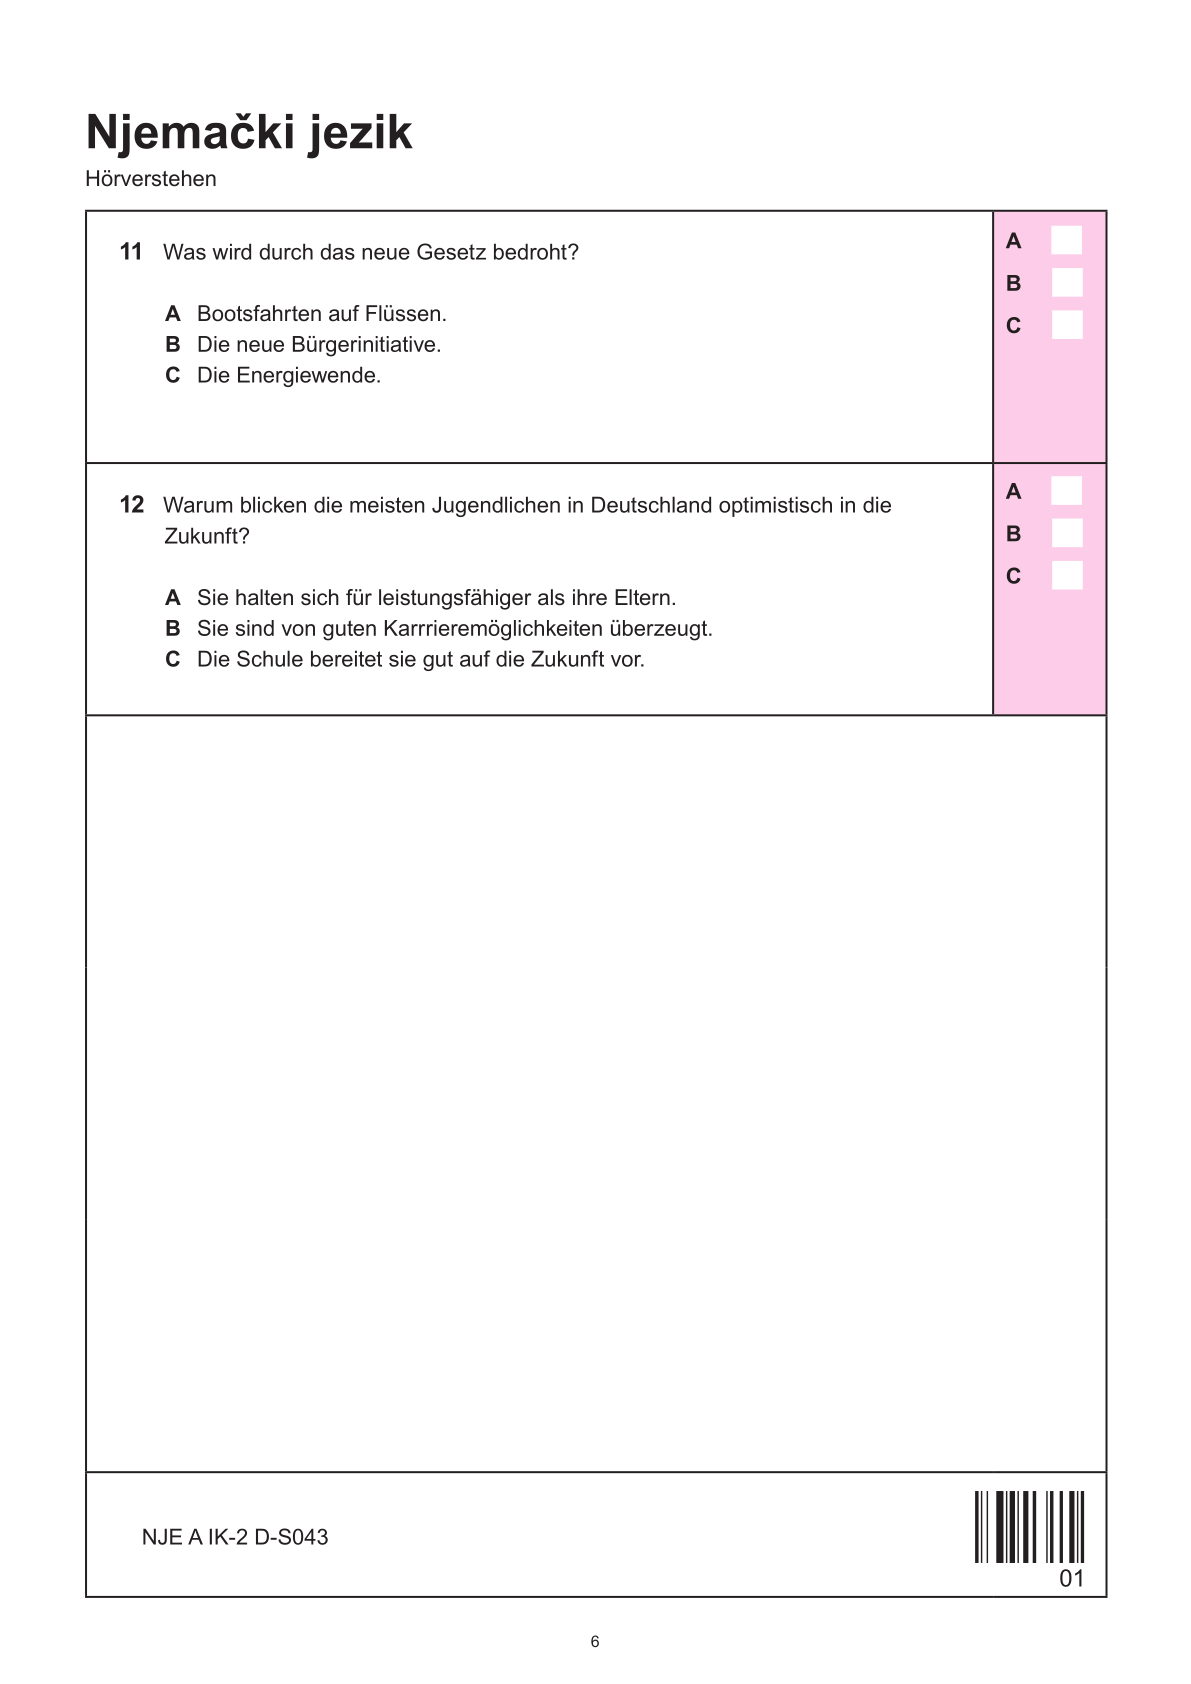 Njemački jezik
Hörverstehen
11 Was wird durch das neue Gesetz bedroht?
A Bootsfahrten auf Flüssen.
B Die neue Bürgerinitiative.
C Die Energiewende.
A
B
C
12 Warum blicken die meisten Jugendlichen in Deutschland optimistisch in die
Zukunft?
A Sie halten sich für leistungsfähiger als ihre Eltern.
B Sie sind von guten Karrrieremöglichkeiten überzeugt.
C Die Schule bereitet sie gut auf die Zukunft vor.
A
B
C
NJE A IK-2 D-S043
01
6